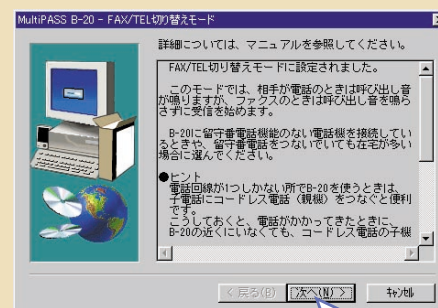 MultiPASS B-20 - FAX/TEL切り替えモード
詳細については、マニュアルを参照してください。
FAX/TEL切り替えモードに設定されました。
このモードでは、相手が電話のときは呼び出し音
が鳴りますが、ファクスのときは呼び出し音を鳴ら
さずに受信を始めます。
B-20に留守番電話機能のない電話機を接続してい
るときや、留守番電話をつないでいても在宅が多い
場合に選んでください。
●ヒント
電話回線が1つしかない所でB-20を使うときは、
子電話にコードレス電話（親機）をつなぐと便利
です。
こうしておくと、電話がかかってきたときに、
B-20の近くにいなくても、コードレス電話の子機
< 戻る(B)
次へ(N) >
キャンセル